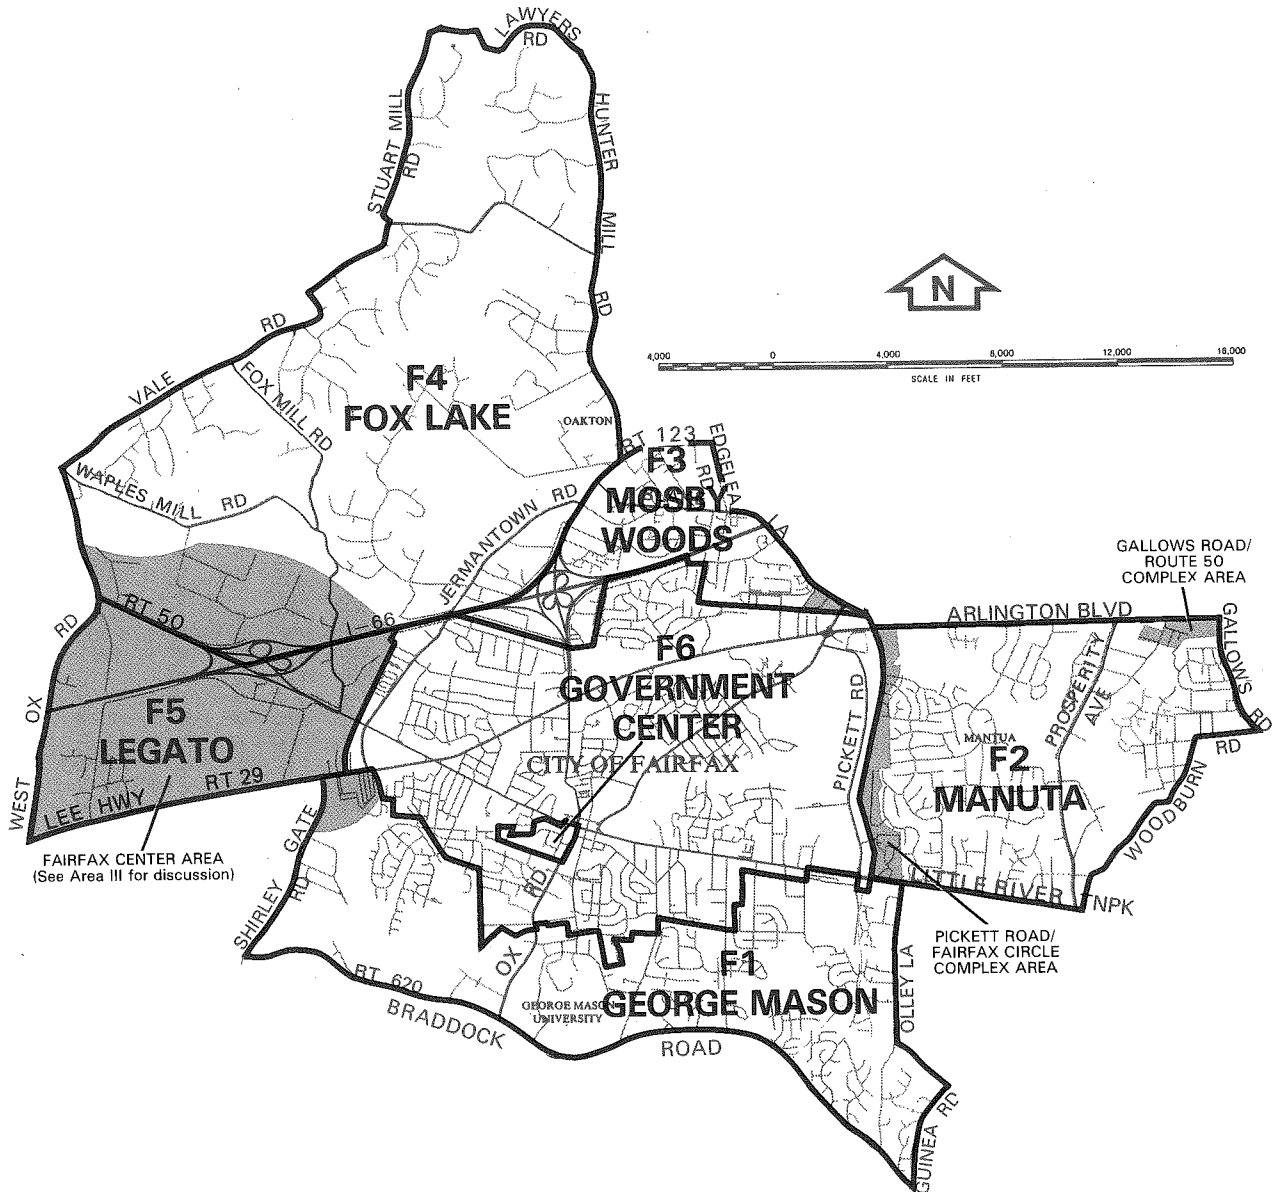 LAWYERS
RD
STUART MILL
RD
HUNTER
MILL
RD
N
4,000 0 4,000 8,000 12,000 16,000
SCALE IN FEET
RD
VALE
FOX MILL RD
F4
FOX LAKE
OAKTON
RT 123
EDGELEA
RD
F3
MOSBY
WOODS
WAPLES MILL RD
JERMANTOWN RD
LA
GALLOWS ROAD/
ROUTE 50
COMPLEX AREA
ARLINGTON BLVD
GALLOWS
RD
RT 50
I-66
RD
OX
WEST
F5
LEGATO
LEE HWY RT 29
F6
GOVERNMENT
CENTER
CITY OF FAIRFAX
PICKETT RD
PROSPERITY
AVE
MANTUA
F2
MANUTA
RD
WOODBURN
FAIRFAX CENTER AREA
(See Area III for discussion)
SHIRLEY GATE
RD
OX RD
LITTLE RIVER TNPK
PICKETT ROAD/
FAIRFAX CIRCLE
COMPLEX AREA
RT 620
BRADDOCK
ROAD
GEORGE MASON
UNIVERSITY
F1
GEORGE MASON
OLLEY LA
GUINEA RD